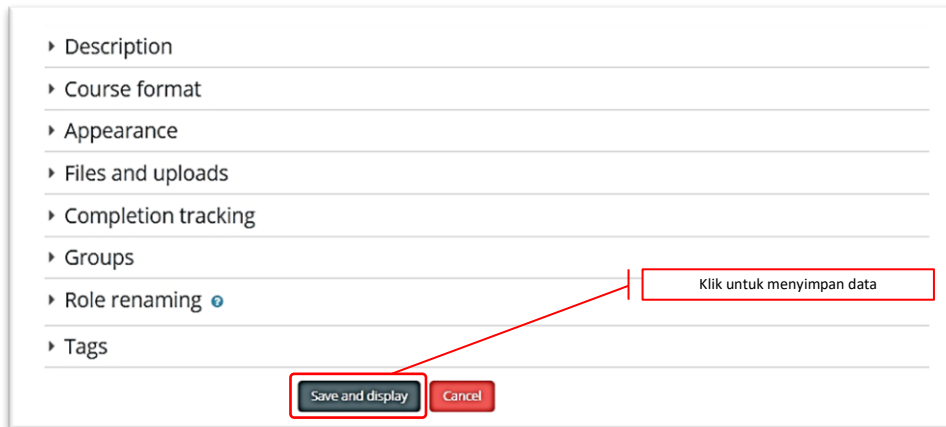 Description
Course format
Appearance
Files and uploads
Completion tracking
Groups
Role renaming
Klik untuk menyimpan data
Tags
Save and display
Cancel